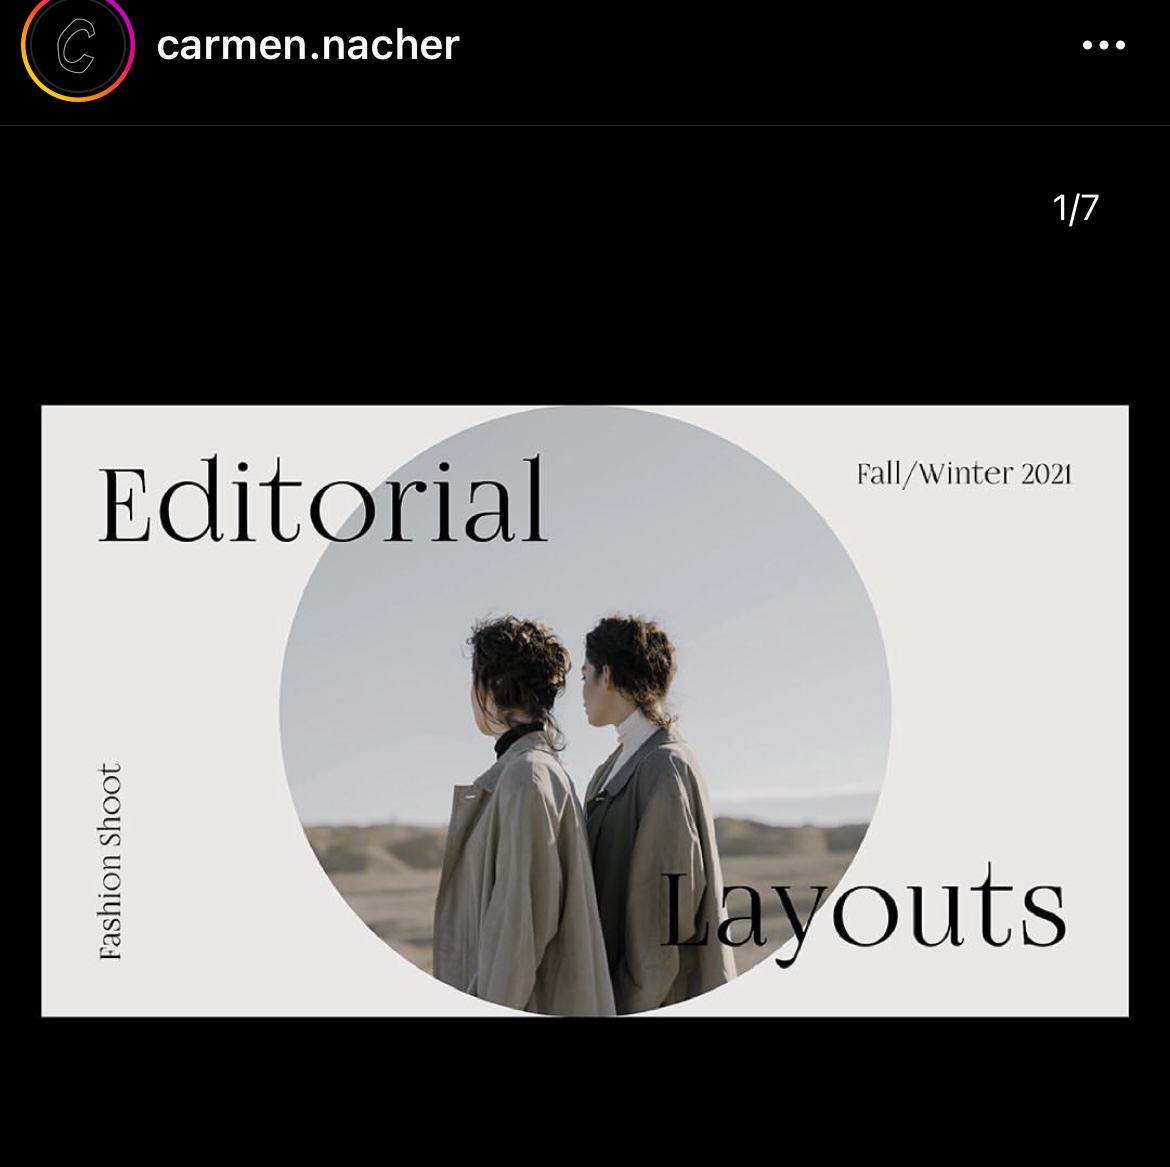 carmen.nacher
1/7
Editorial
Fall/Winter 2021
Fashion Shoot
Layouts